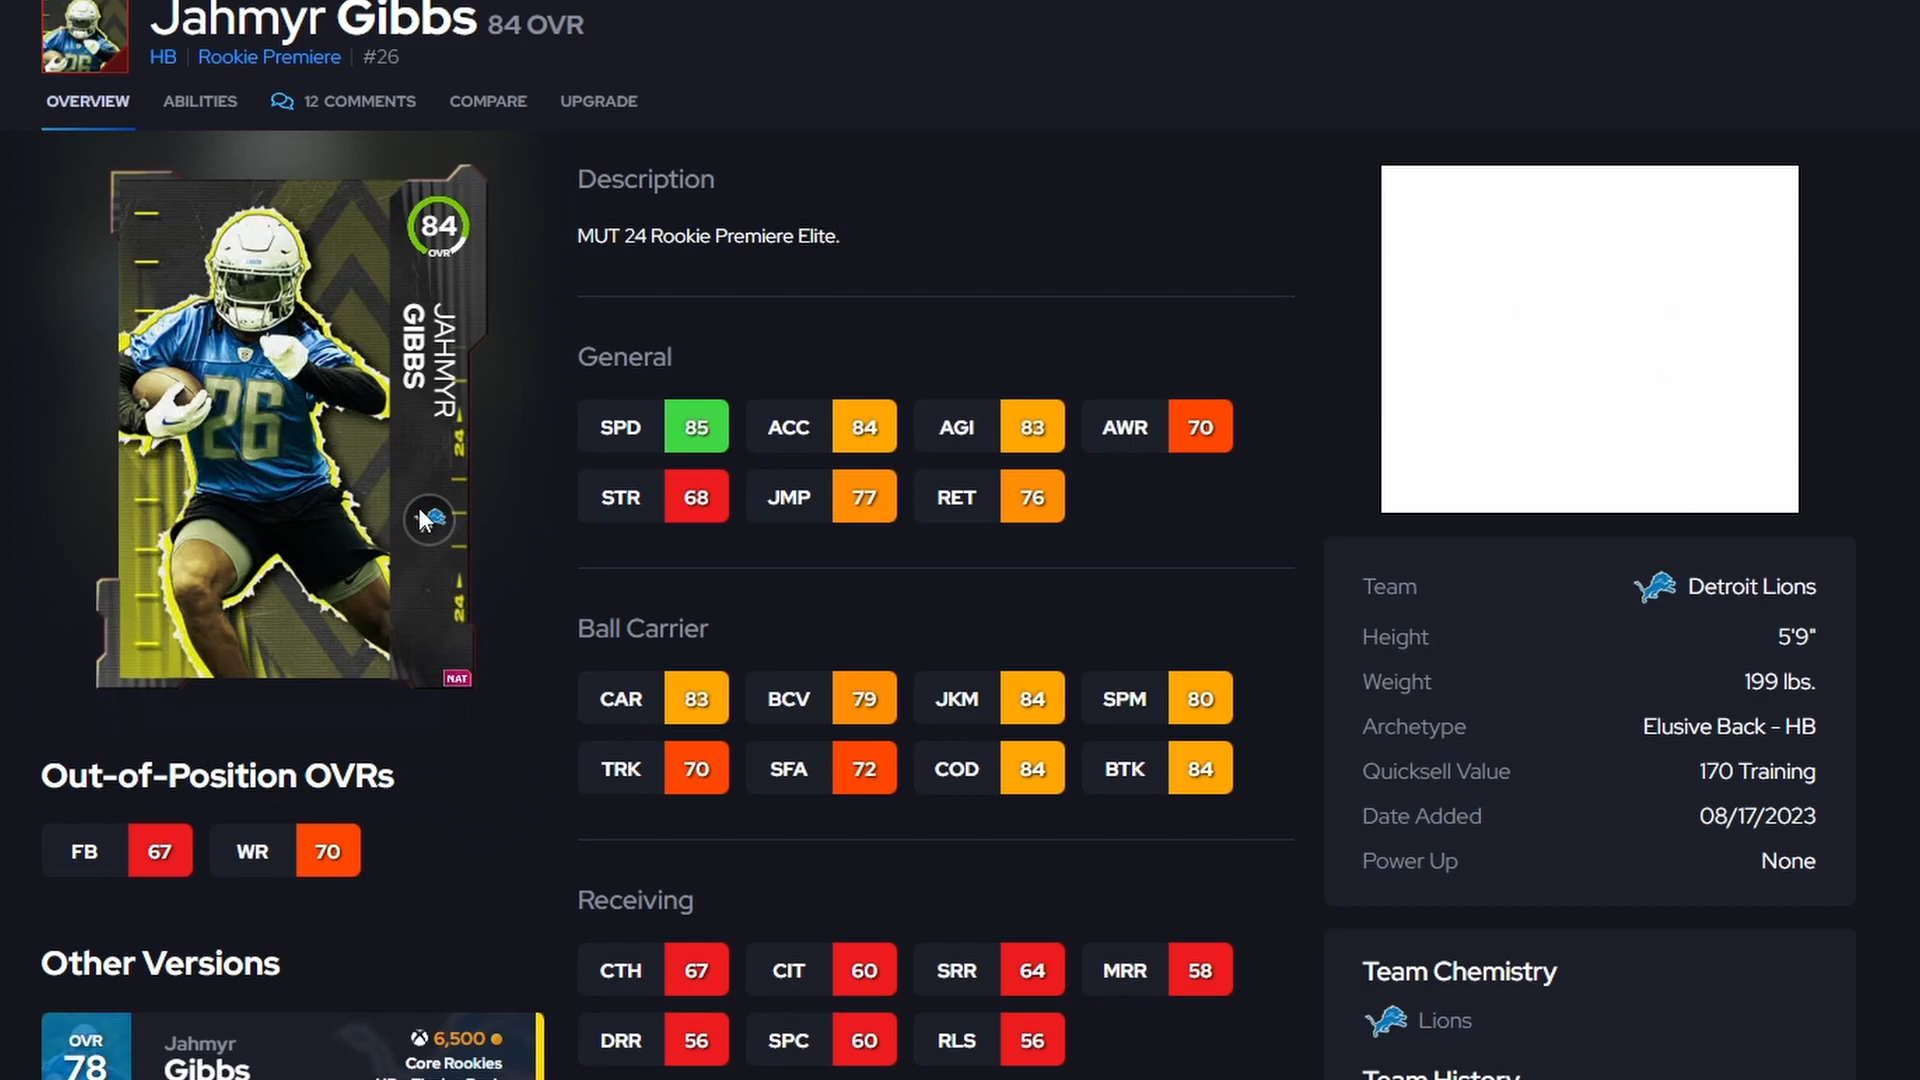 Jahmyr Gibbs 84 OVR
HB | Rookie Premiere | #26
OVERVIEW ABILITIES 12 COMMENTS COMPARE UPGRADE
84
OVR
JAHMYR
GIBBS
24
24
NAT
26
Out-of-Position OVRs
FB 67 WR 70
Other Versions
OVR
78
Jahmyr
Gibbs
6,500
Core Rookies
Description
MUT 24 Rookie Premiere Elite.
General
SPD 85 ACC 84 AGI 83 AWR 70
STR 68 JMP 77 RET 76
Ball Carrier
CAR 83 BCV 79 JKM 84 SPM 80
TRK 70 SFA 72 COD 84 BTK 84
Receiving
CTH 67 CIT 60 SRR 64 MRR 58
DRR 56 SPC 60 RLS 56
Team Detroit Lions
Height 5'9"
Weight 199 lbs.
Archetype Elusive Back - HB
Quicksell Value 170 Training
Date Added 08/17/2023
Power Up None
Team Chemistry
Lions
Team History